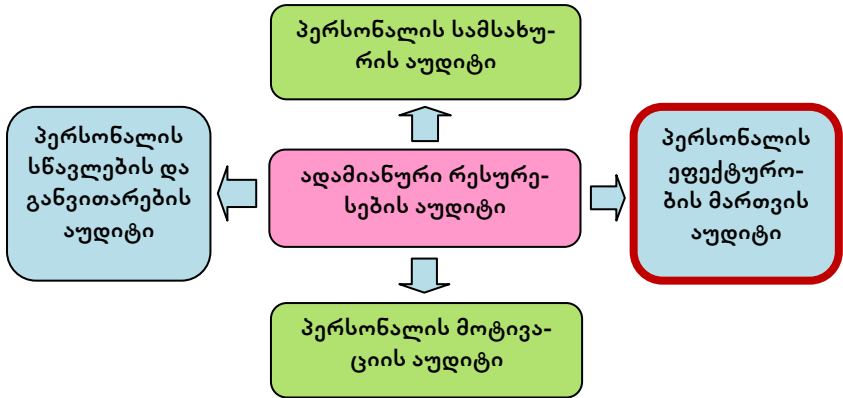 პერსონალის სამსახუ-
რის აუდიტი
პერსონალის
სწავლების და
განვითარების
აუდიტი
ადამიანური რესურე-
სების აუდიტი
პერსონალის
ეფექტურო-
ბის მართვის
აუდიტი
პერსონალის მოტივა-
ციის აუდიტი